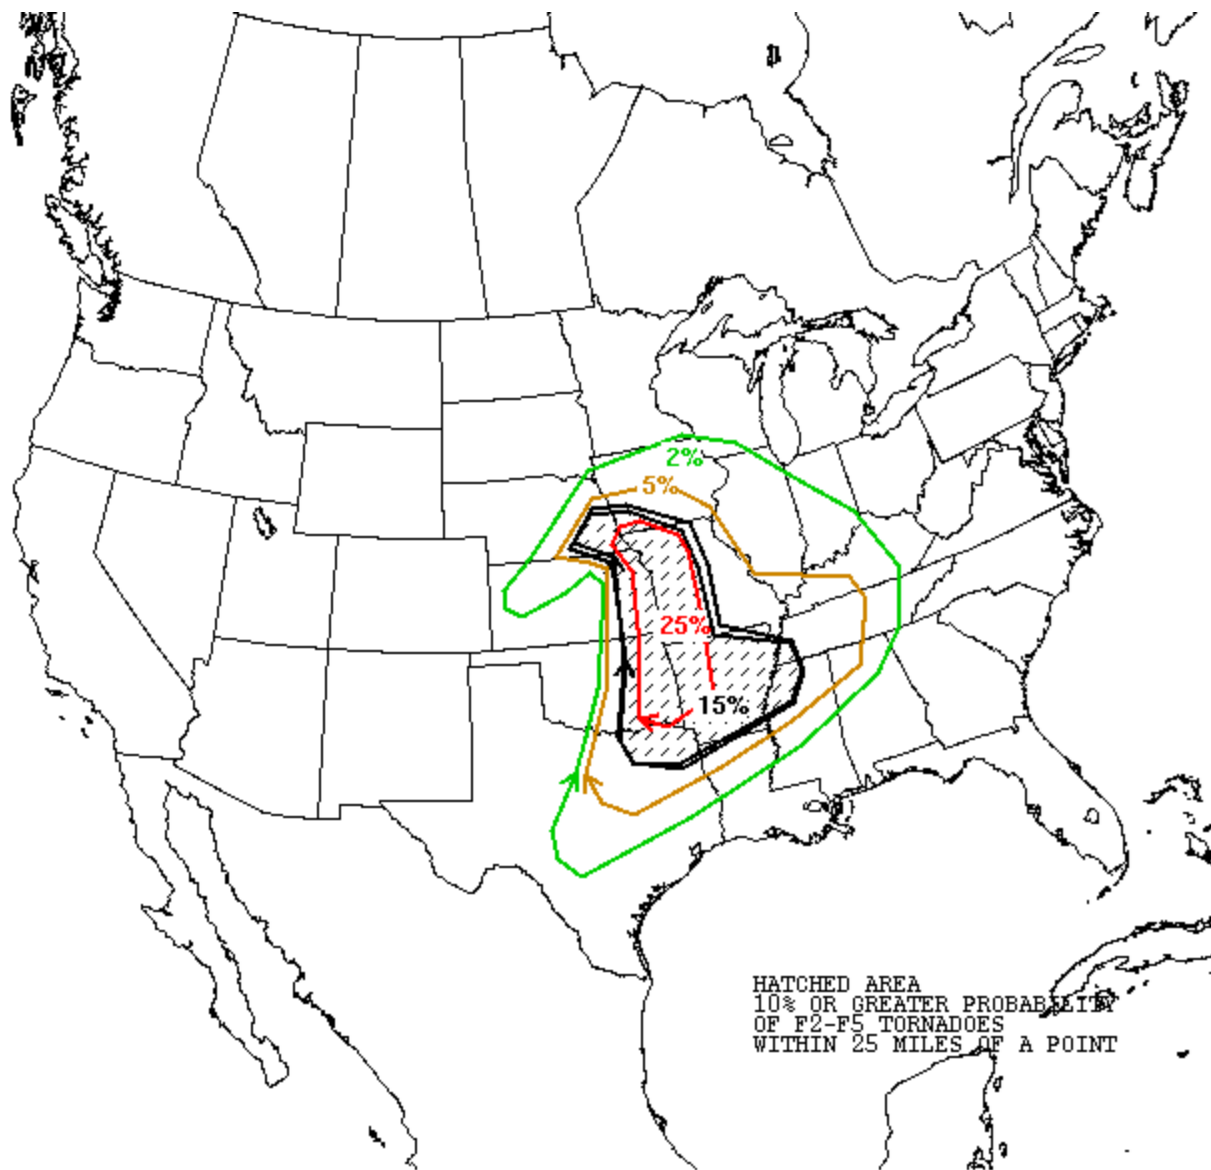 2%
5%
25%
15%
HATCHED AREA
10% OR GREATER PROBABILITY
OF F2-F5 TORNADOES
WITHIN 25 MILES OF A POINT